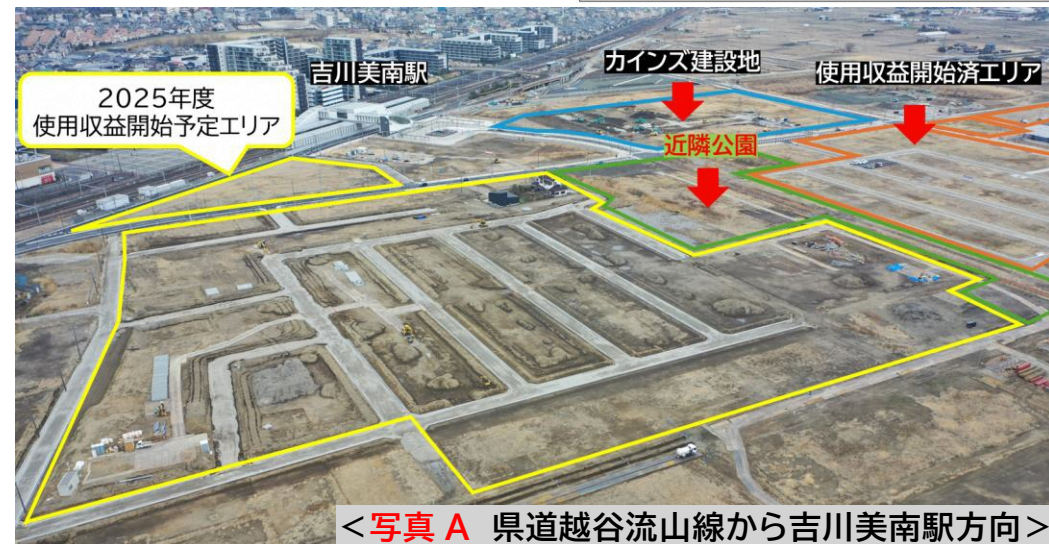 吉川美南駅
カインズ建設地
使用収益開始済エリア
2025年度
使用収益開始予定エリア
近隣公園
<写真 A 県道越谷流山線から吉川美南駅方向>